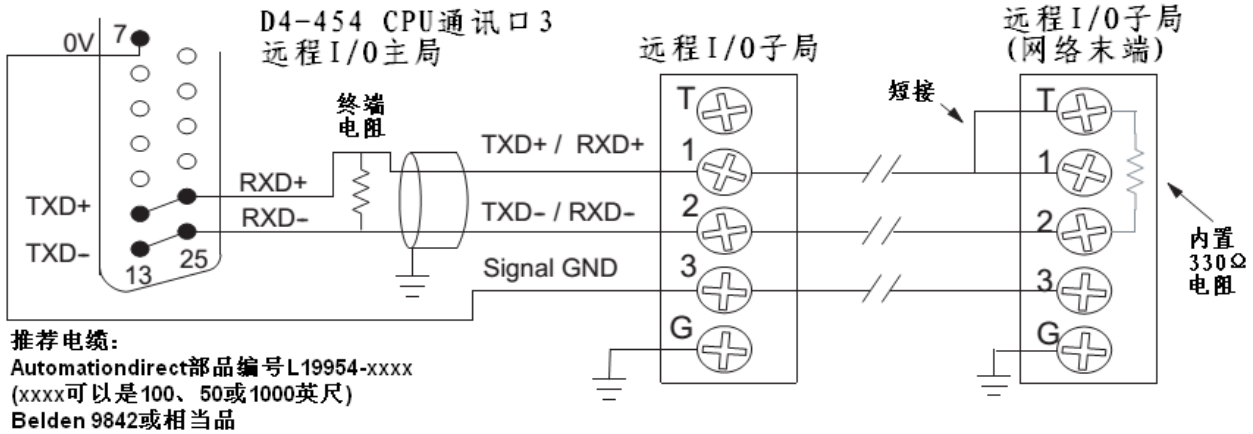 D4-454 CPU通讯口3
远程I/O主局
0V
7
终端
电阻
TXD+
TXD-
RXD+
RXD-
13
25
TXD+ / RXD+
TXD- / RXD-
Signal GND
远程I/O子局
T
1
2
3
G
短接
远程I/O子局
(网络末端)
T
1
2
3
G
内置
330Ω
电阻
推荐电缆：
Automationdirect部品编号L19954-xxxx
(xxxx可以是100、50或1000英尺)
Belden 9842或相当品